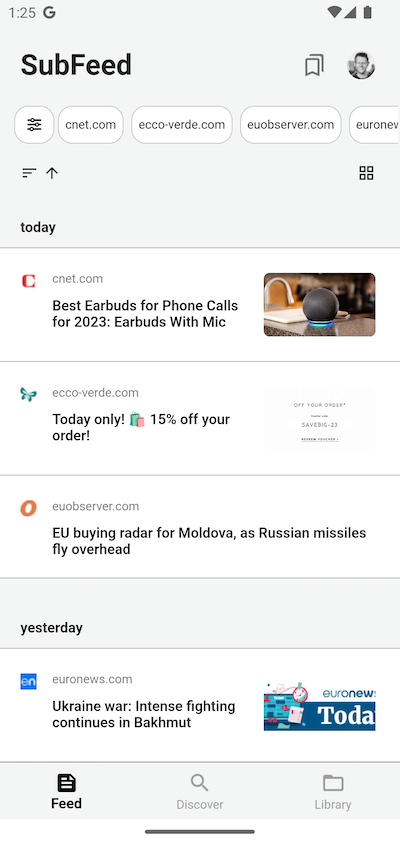 1:25 G
SubFeed
cnet.com
ecco-verde.com
euobserver.com
eurone
today
cnet.com
Best Earbuds for Phone Calls
for 2023: Earbuds With Mic
ecco-verde.com
Today only! 🛍️ 15% off your
order!
OFF YOUR ORDER*
SAVEBIG-23
REDEEM VOUCHER >
euobserver.com
EU buying radar for Moldova, as Russian missiles
fly overhead
yesterday
en
euronews.com
Ukraine war: Intense fighting
continues in Bakhmut
euronews
Toda
Feed
Discover
Library